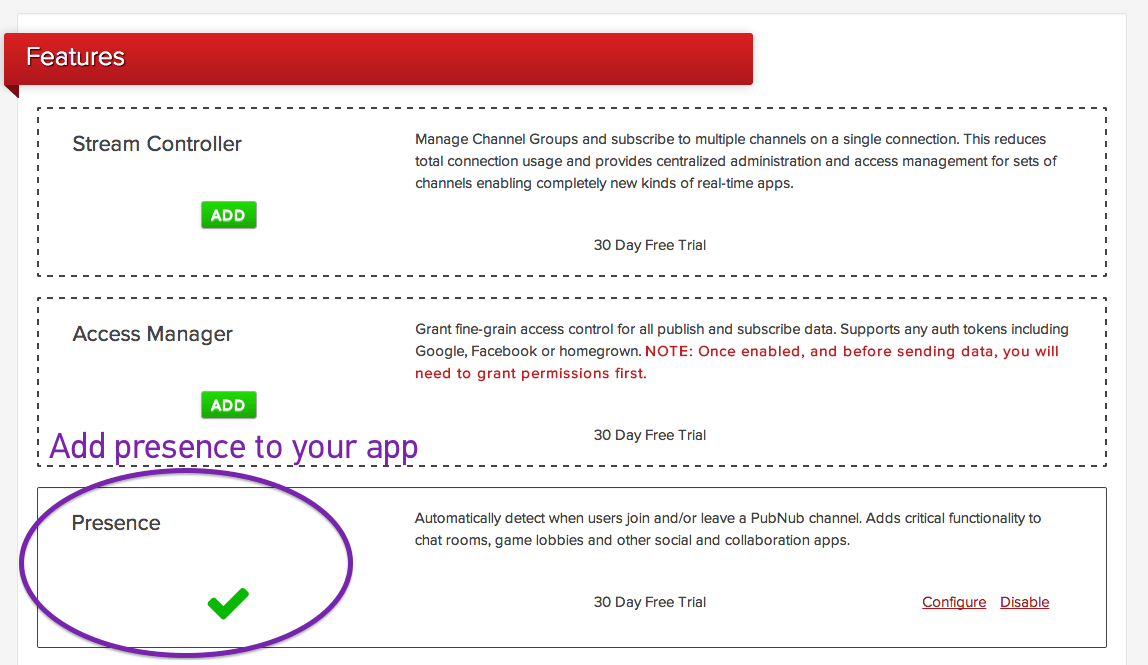 Features
Stream Controller
Manage Channel Groups and subscribe to multiple channels on a single connection. This reduces
total connection usage and provides centralized administration and access management for sets of
channels enabling completely new kinds of real-time apps.
ADD
30 Day Free Trial
Access Manager
Grant fine-grain access control for all publish and subscribe data. Supports any auth tokens including
Google, Facebook or homegrown. NOTE: Once enabled, and before sending data, you will
need to grant permissions first.
ADD
30 Day Free Trial
Add presence to your app
Presence
Automatically detect when users join and/or leave a PubNub channel. Adds critical functionality to
chat rooms, game lobbies and other social and collaboration apps.
30 Day Free Trial
Configure Disable